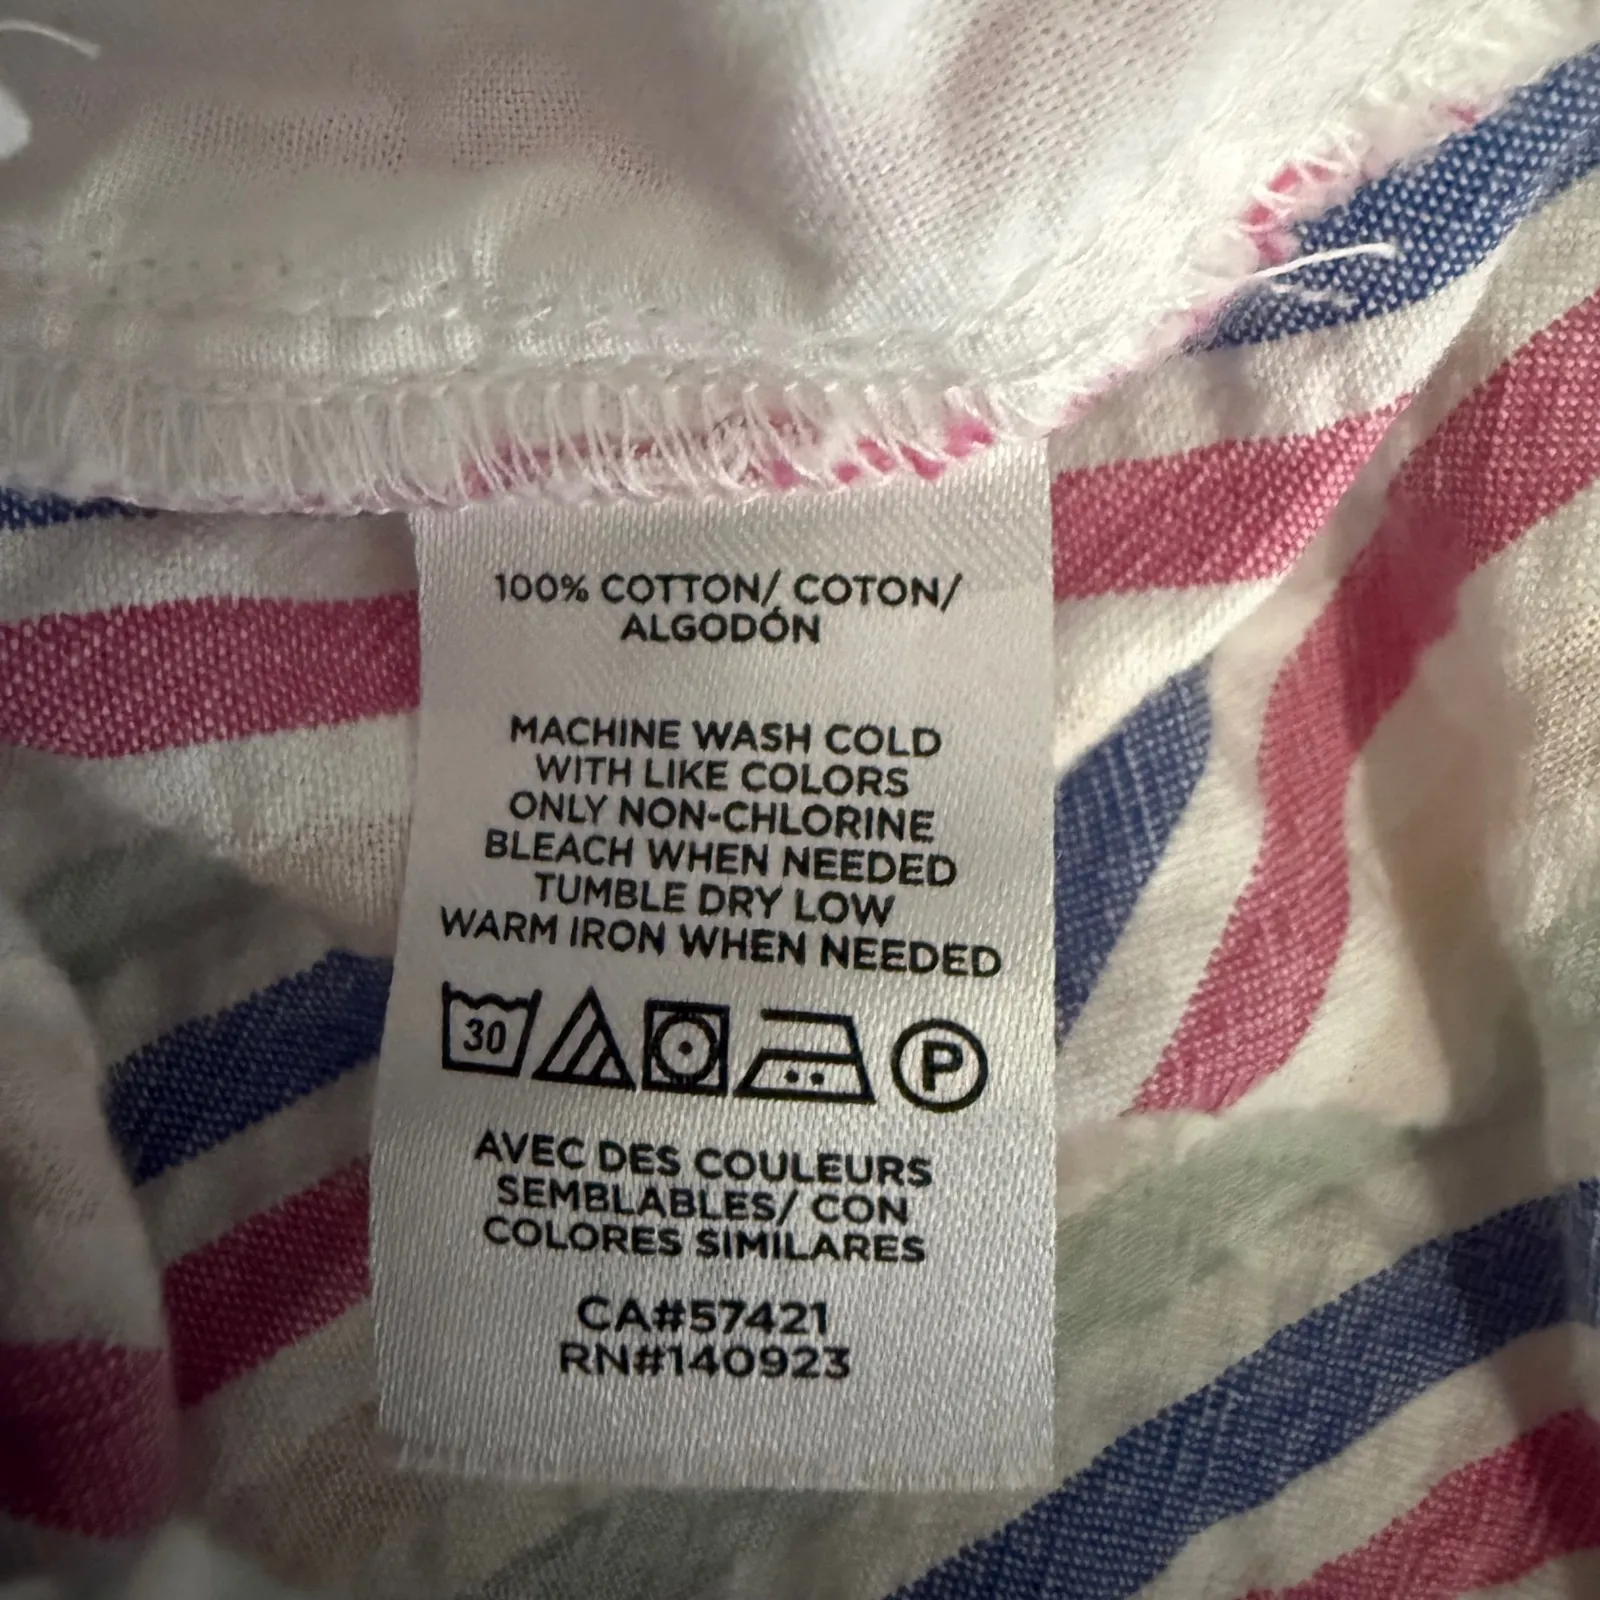 100% COTTON/ COTON/
ALGODÓN
MACHINE WASH COLD
WITH LIKE COLORS
ONLY NON-CHLORINE
BLEACH WHEN NEEDED
TUMBLE DRY LOW
WARM IRON WHEN NEEDED
30 P
AVEC DES COULEURS
SEMBLABLES/ CON
COLORES SIMILARES
CA#57421
RN#140923